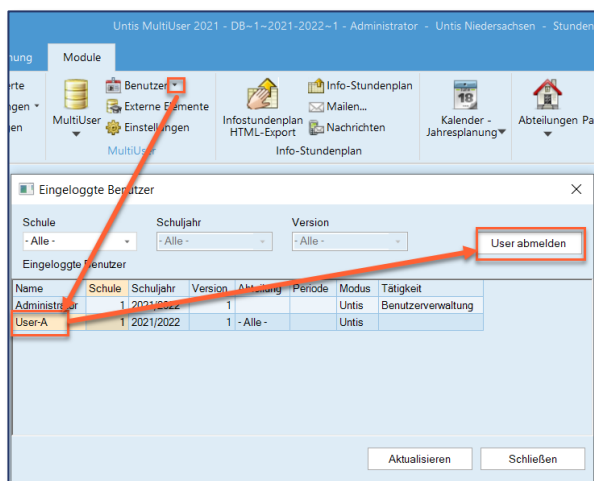 Untis MultiUser 2021 - DB~1~2021-2022~1 - Administrator - Untis Niedersachsen - Stunden
nung Module
rte Benutzer Info-Stundenplan
gen MultiUser Externe Elemente Infostundenplan Mailen... Kalender - Abteilungen Pa
en Einstellungen HTML-Export Nachrichten Jahresplanung
MultiUser Info-Stundenplan
18
Eingeloggte Benutzer
Schule Schuljahr Version
- Alle - - Alle - - Alle - User abmelden
Eingeloggte Benutzer
Name Schule Schuljahr Version Abteilung Periode Modus Tätigkeit
Administrator 1 2021/2022 1 Untis Benutzerverwaltung
User-A 1 2021/2022 1 - Alle - Untis
Aktualisieren Schließen